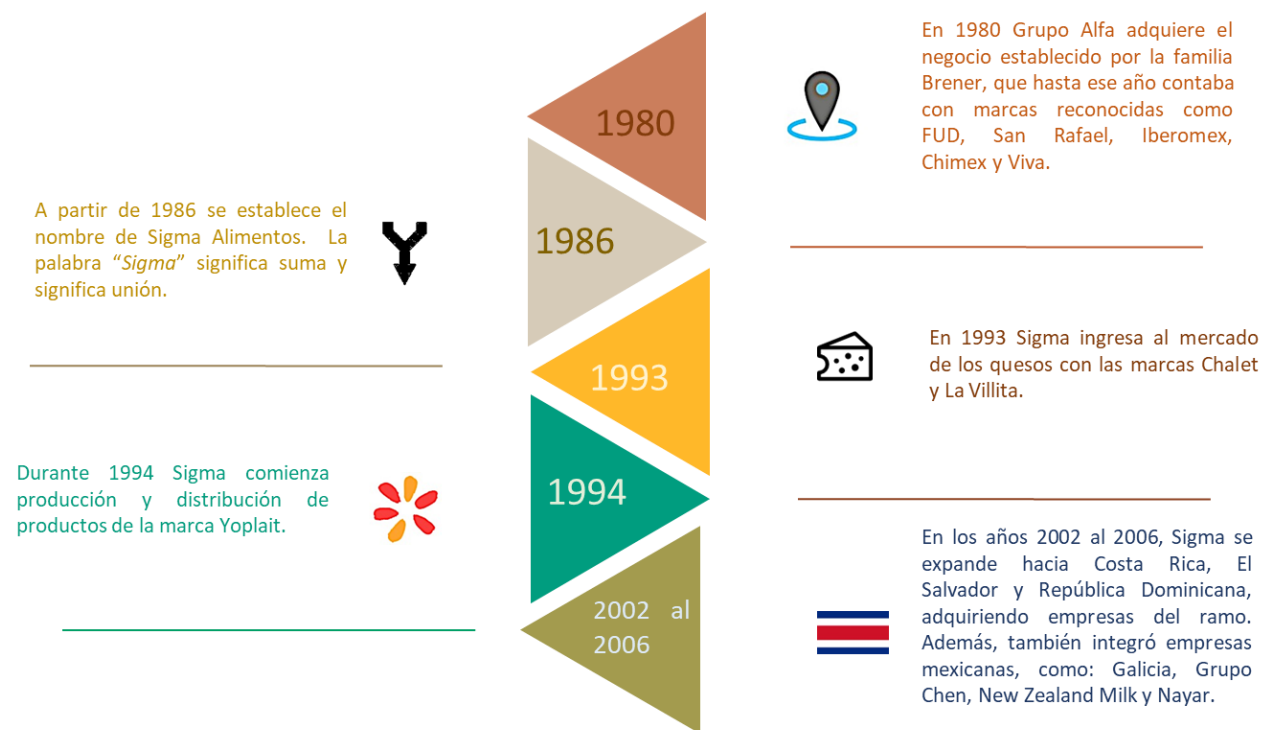 1980
En 1980 Grupo Alfa adquiere el
negocio establecido por la familia
Brener, que hasta ese año contaba
con marcas reconocidas como
FUD, San Rafael, Iberomex,
Chimex y Viva.
A partir de 1986 se establece el
nombre de Sigma Alimentos. La
palabra “Sigma” significa suma y
significa unión.
1986
1993
En 1993 Sigma ingresa al mercado
de los quesos con las marcas Chalet
y La Villita.
Durante 1994 Sigma comienza
producción y distribución de
productos de la marca Yoplait.
1994
2002 al
2006
En los años 2002 al 2006, Sigma se
expande hacia Costa Rica, El
Salvador y República Dominicana,
adquiriendo empresas del ramo.
Además, también integró empresas
mexicanas, como: Galicia, Grupo
Chen, New Zealand Milk y Nayar.